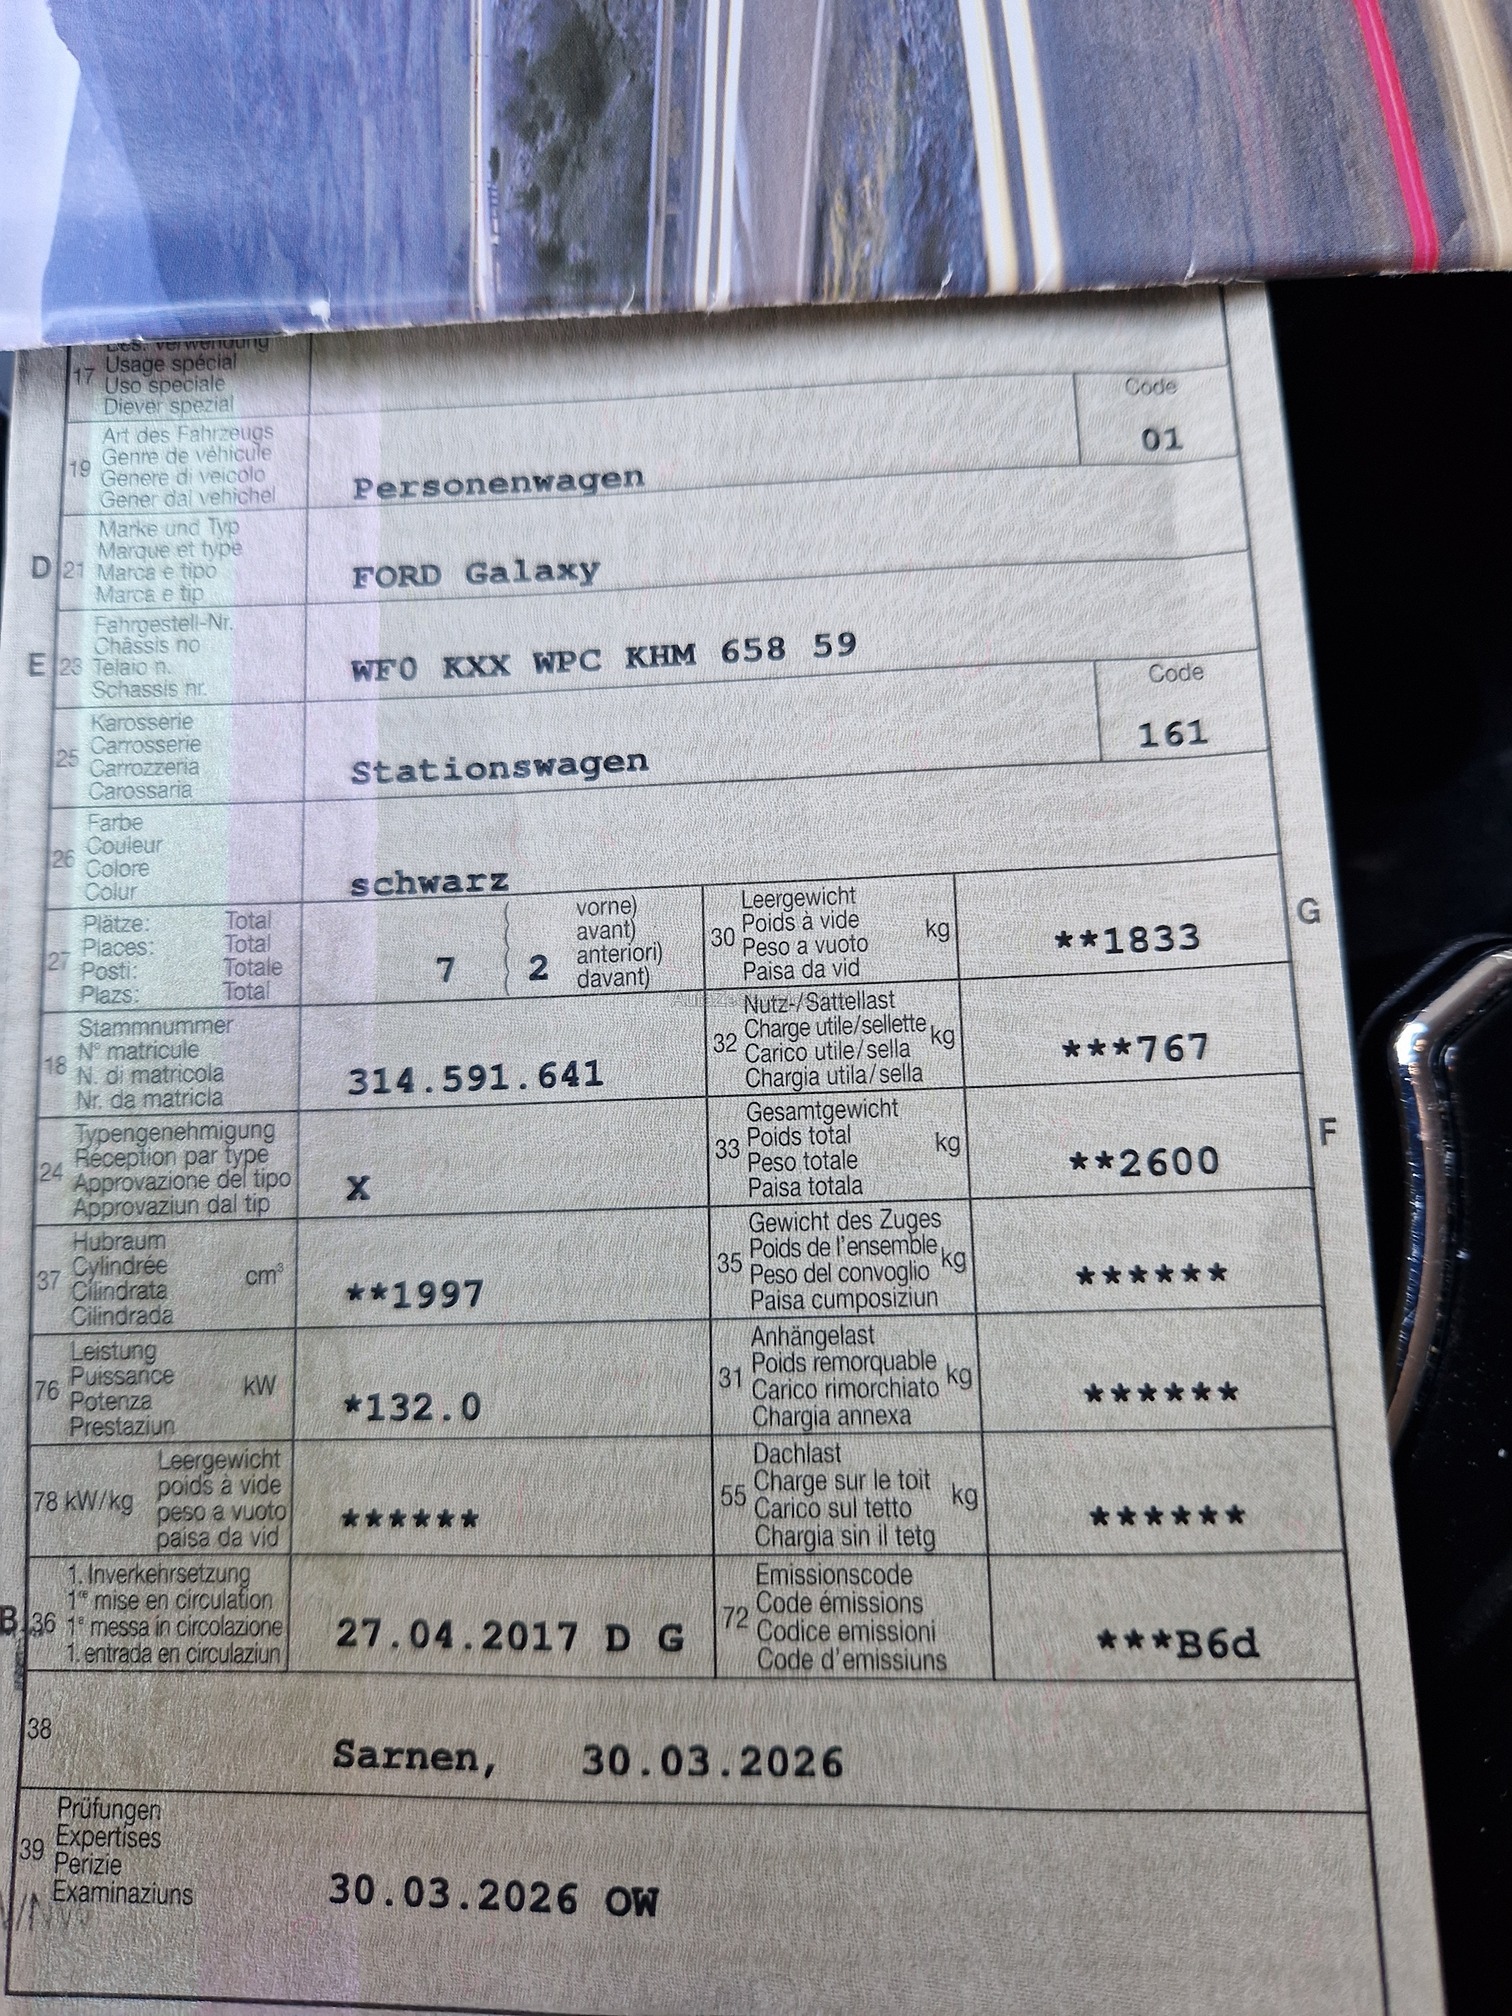 17 Bes. Verwendung
Usage spécial
Uso speciale
Diever spezial
Code
01
19 Art des Fahrzeugs
Genre de véhicule
Genere di veicolo
Gener dal vehichel
Personenwagen
D 21 Marke und Typ
Marque et type
Marca e tipo
Marca e tip
FORD Galaxy
E 23 Fahrgestell-Nr.
Châssis no
Telaio n.
Schassis nr.
WF0 KXX WPC KHM 658 59
Code
161
25 Karosserie
Carrosserie
Carrozzeria
Carossaria
Stationswagen
26 Farbe
Couleur
Colore
Colur
schwarz
27 Plätze: Total
Places: Total
Posti: Totale
Plazs: Total
7 ( 2 vorne)
avant)
anteriori)
davant)
30 Leergewicht
Poids à vide
Peso a vuoto
Paisa da vid
kg
**1833
G
18 Stammnummer
N° matricule
N. di matricola
Nr. da matricla
314.591.641
32 Nutz-/Sattellast
Charge utile/sellette
Carico utile/sella
Chargia utila/sella
kg
***767
24 Typengenehmigung
Réception par type
Approvazione del tipo
Approvaziun dal tip
X
33 Gesamtgewicht
Poids total
Peso totale
Paisa totala
kg
**2600
F
37 Hubraum
Cylindrée
Cilindrata
Cilindrada
cm³
**1997
35 Gewicht des Zuges
Poids de l'ensemble
Peso del convoglio
Paisa cumposiziun
kg
******
76 Leistung
Puissance
Potenza
Prestaziun
kW
*132.0
31 Anhängelast
Poids remorquable
Carico rimorchiato
Chargia annexa
kg
******
78 kW/kg Leergewicht
poids à vide
peso a vuoto
paisa da vid
******
55 Dachlast
Charge sur le toit
Carico sul tetto
Chargia sin il tetg
kg
******
B 36 1. Inverkehrsetzung
1re mise en circulation
1a messa in circolazione
1. entrada en circulaziun
27.04.2017 D G
72 Emissionscode
Code émissions
Codice emissioni
Code d'emissiuns
***B6d
38
Sarnen, 30.03.2026
39 Prüfungen
Expertises
Perizie
Examinaziuns
30.03.2026 OW